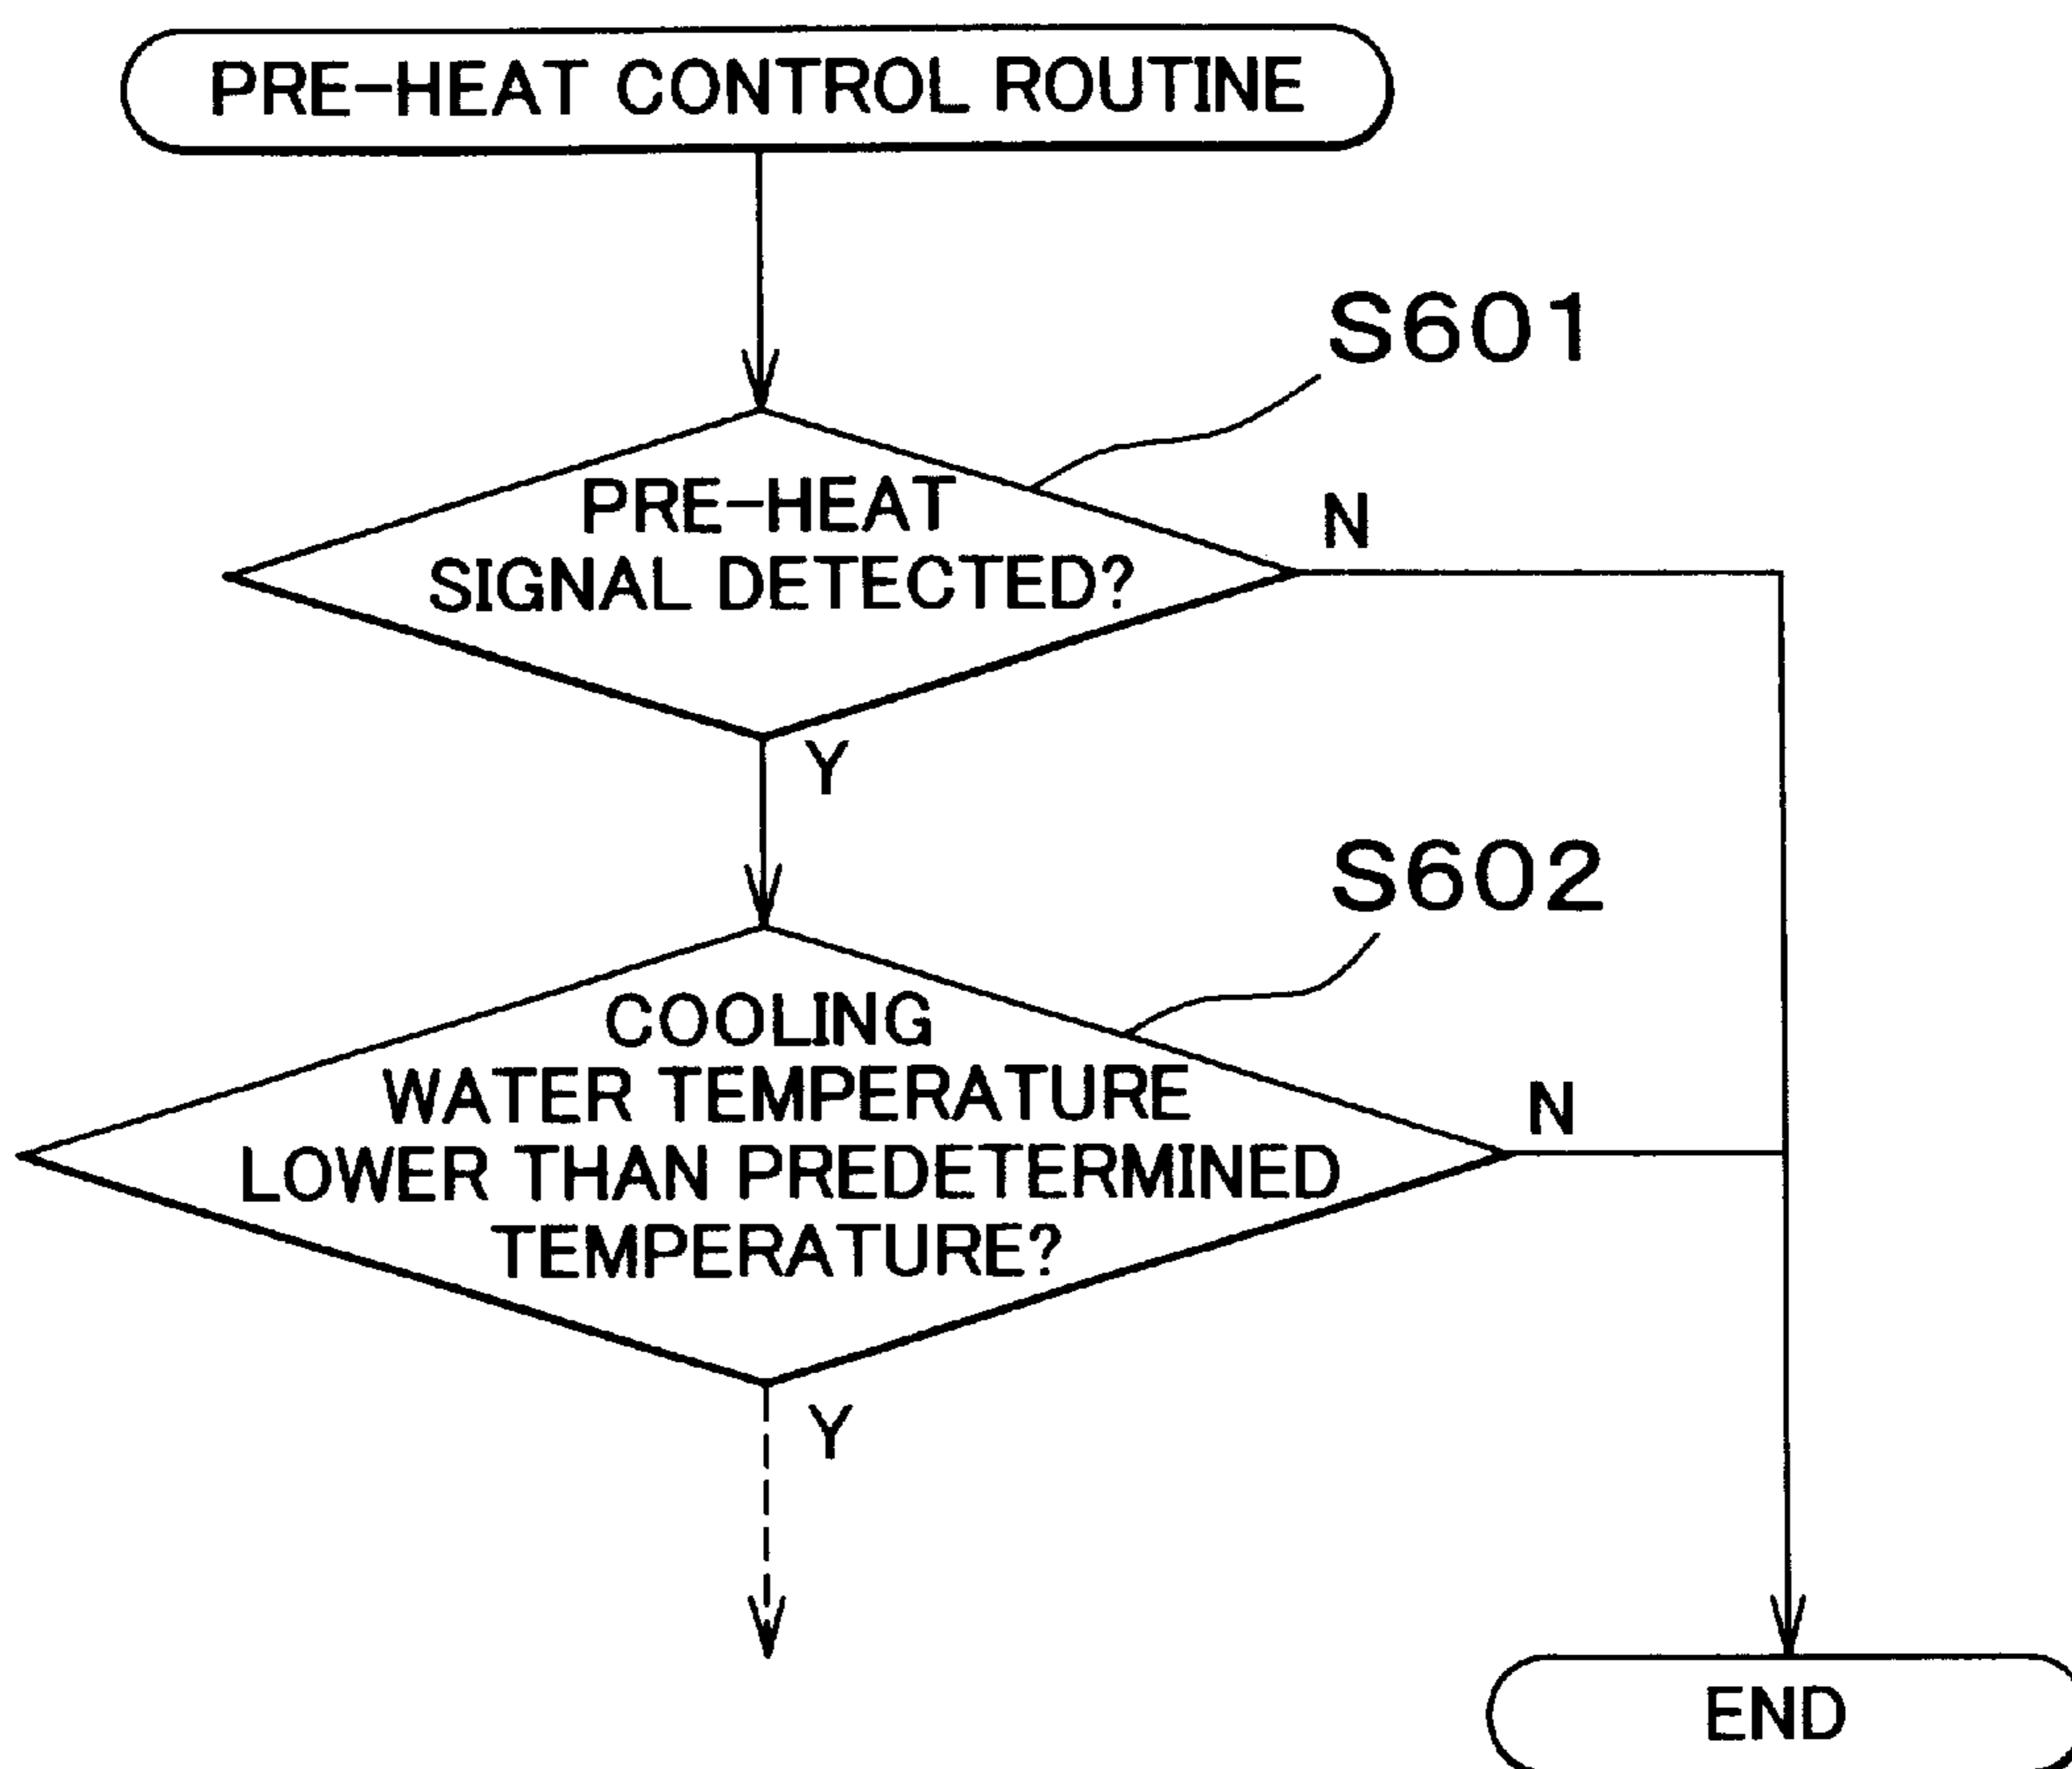 PRE-HEAT CONTROL ROUTINE
S601
PRE-HEAT
SIGNAL DETECTED?
N
Y
S602
COOLING
WATER TEMPERATURE
LOWER THAN PREDETERMINED
TEMPERATURE?
N
Y
END